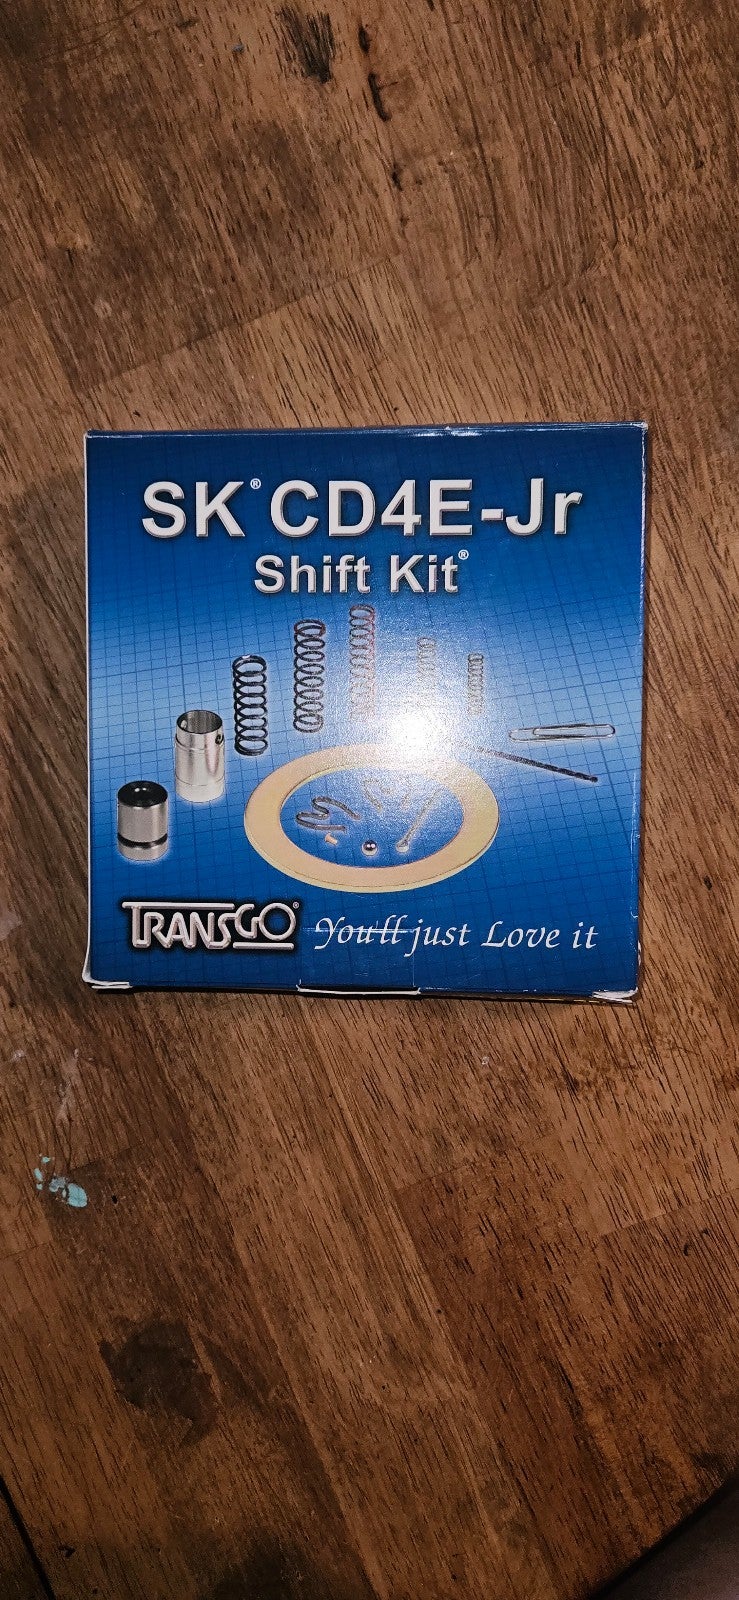 SK® CD4E-Jr
Shift Kit®
TRANSGO® You'll just Love it